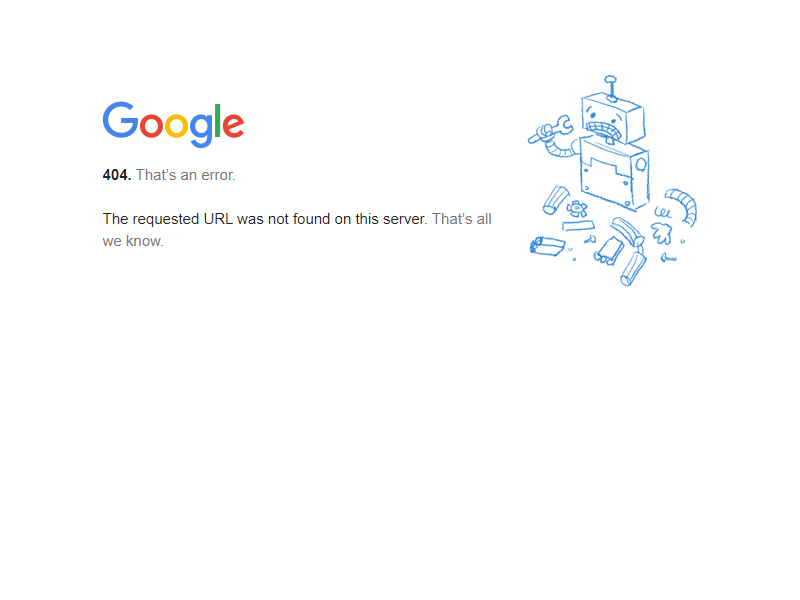 Google
404. That’s an error.
The requested URL was not found on this server. That’s all
we know.